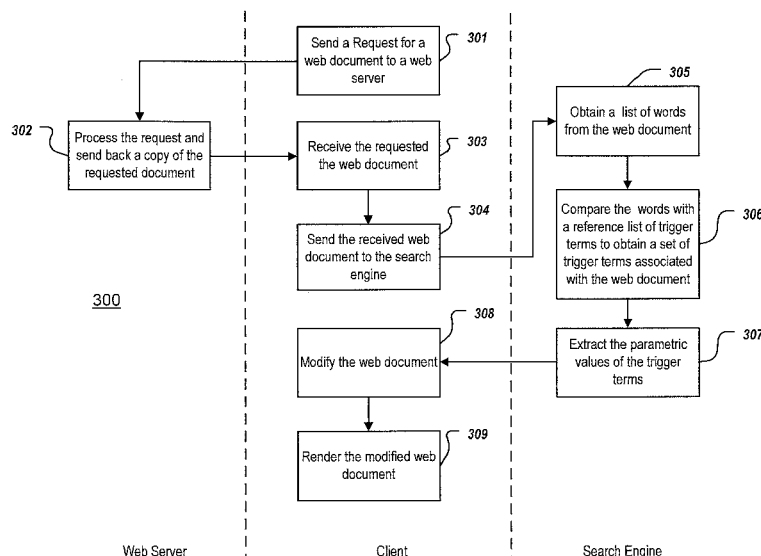 301
Send a Request for a
web document to a web
server
302
Process the request and
send back a copy of the
requested document
303
Receive the requested
the web document
304
Send the received web
document to the search
engine
305
Obtain a list of words
from the web document
306
Compare the words with
a reference list of trigger
terms to obtain a set of
trigger terms associated
with the web document
307
Extract the parametric
values of the trigger
terms
300
308
Modify the web document
309
Render the modified web
document
Web Server
Client
Search Engine